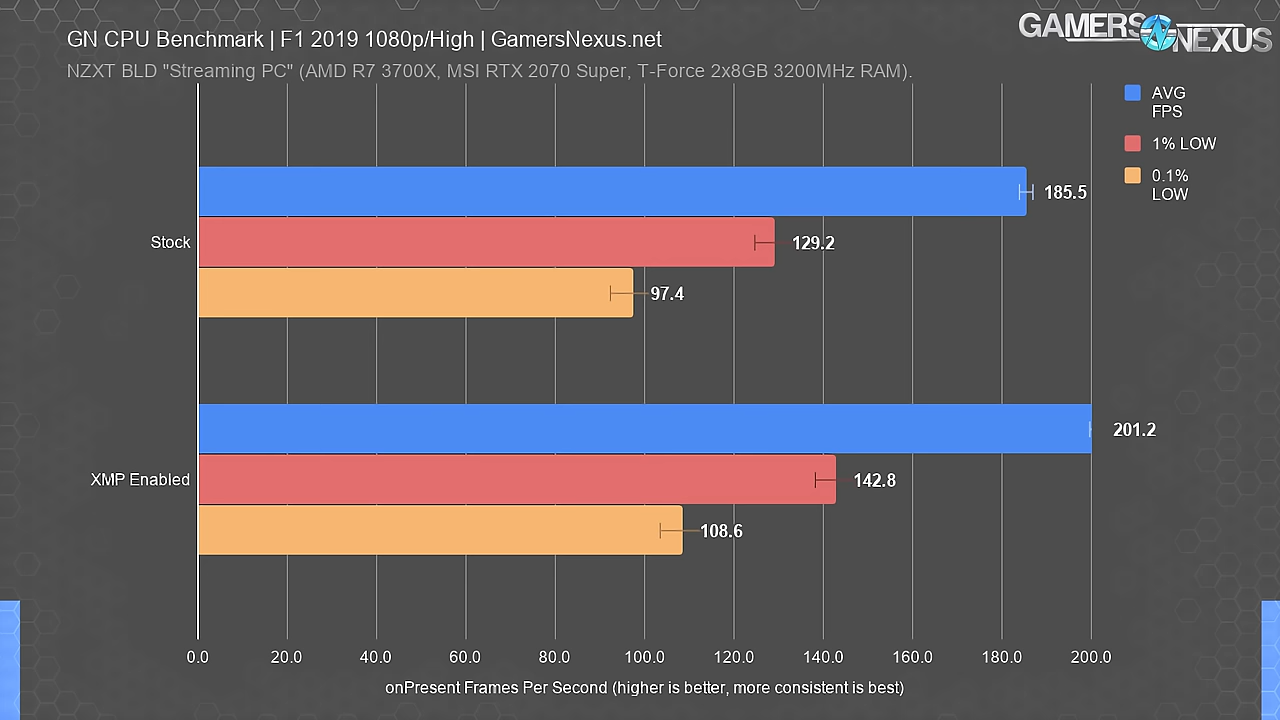 GN CPU Benchmark | F1 2019 1080p/High | GamersNexus.net
NZXT BLD "Streaming PC" (AMD R7 3700X, MSI RTX 2070 Super, T-Force 2x8GB 3200MHz RAM).
GAMERS
NEXUS
AVG
FPS
1% LOW
0.1%
LOW
185.5
Stock
129.2
97.4
201.2
XMP Enabled
142.8
108.6
0.0 20.0 40.0 60.0 80.0 100.0 120.0 140.0 160.0 180.0 200.0
onPresent Frames Per Second (higher is better, more consistent is best)